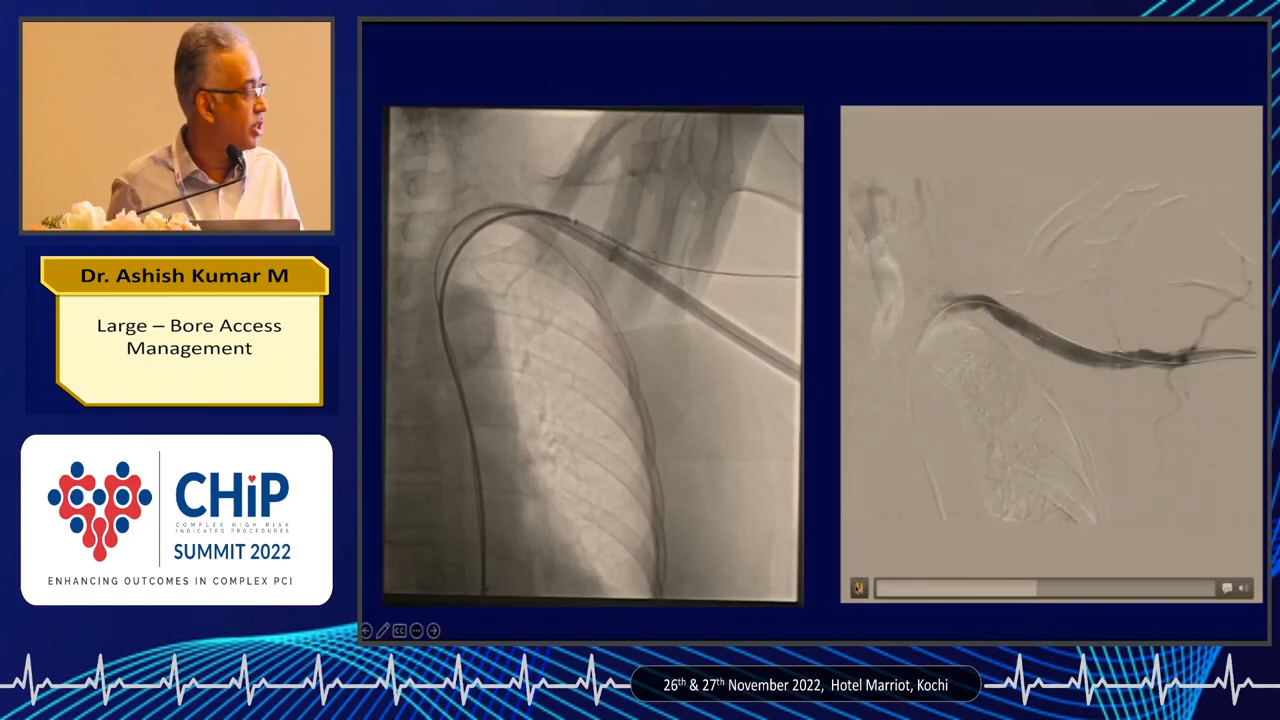 Dr. Ashish Kumar M
Large – Bore Access
Management
CHiP
COMPLEX HIGH RISK
INDICATED PROCEDURES
SUMMIT 2022
ENHANCING OUTCOMES IN COMPLEX PCI
CC
26th & 27th November 2022, Hotel Marriot, Kochi